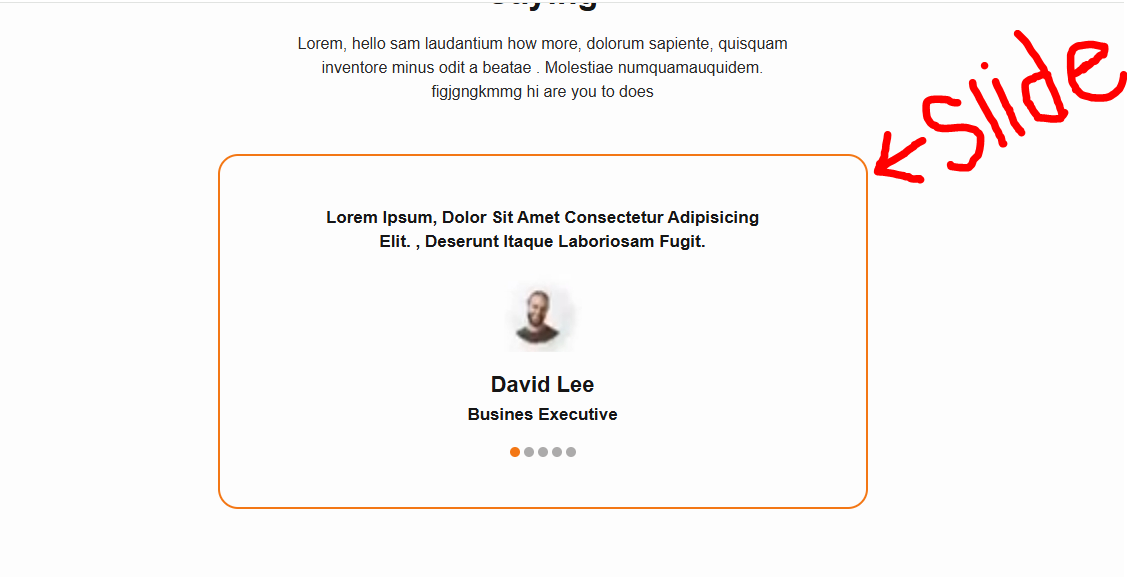 Lorem, hello sam laudantium how more, dolorum sapiente, quisquam
inventore minus odit a beatae . Molestiae numquamauquidem.
figjgngkmmg hi are you to does
Slide
Lorem Ipsum, Dolor Sit Amet Consectetur Adipisicing
Elit. , Deserunt Itaque Laboriosam Fugit.
David Lee
Busines Executive